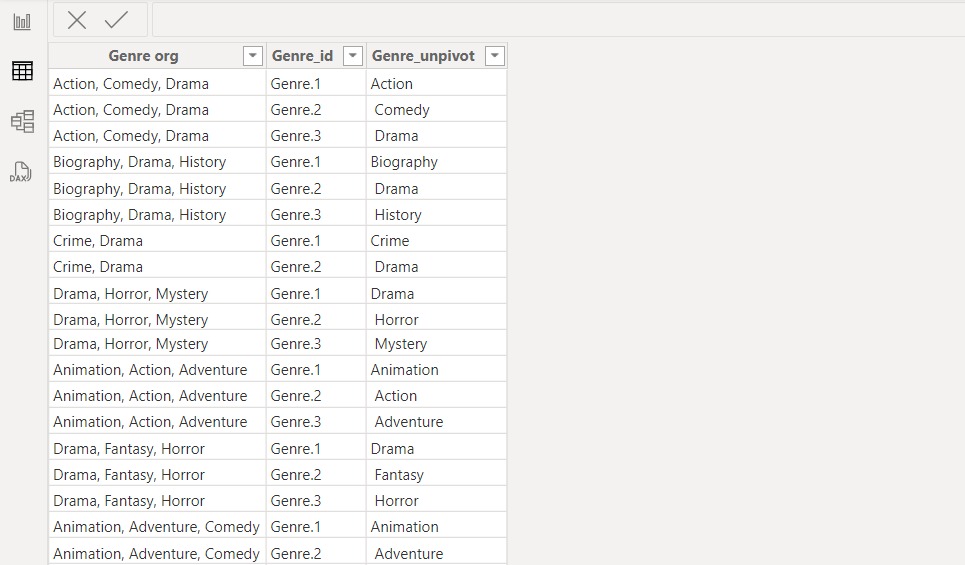 Genre org Genre_id Genre_unpivot
Action, Comedy, Drama Genre.1 Action
Action, Comedy, Drama Genre.2 Comedy
Action, Comedy, Drama Genre.3 Drama
Biography, Drama, History Genre.1 Biography
Biography, Drama, History Genre.2 Drama
Biography, Drama, History Genre.3 History
Crime, Drama Genre.1 Crime
Crime, Drama Genre.2 Drama
Drama, Horror, Mystery Genre.1 Drama
Drama, Horror, Mystery Genre.2 Horror
Drama, Horror, Mystery Genre.3 Mystery
Animation, Action, Adventure Genre.1 Animation
Animation, Action, Adventure Genre.2 Action
Animation, Action, Adventure Genre.3 Adventure
Drama, Fantasy, Horror Genre.1 Drama
Drama, Fantasy, Horror Genre.2 Fantasy
Drama, Fantasy, Horror Genre.3 Horror
Animation, Adventure, Comedy Genre.1 Animation
Animation, Adventure, Comedy Genre.2 Adventure
DAX